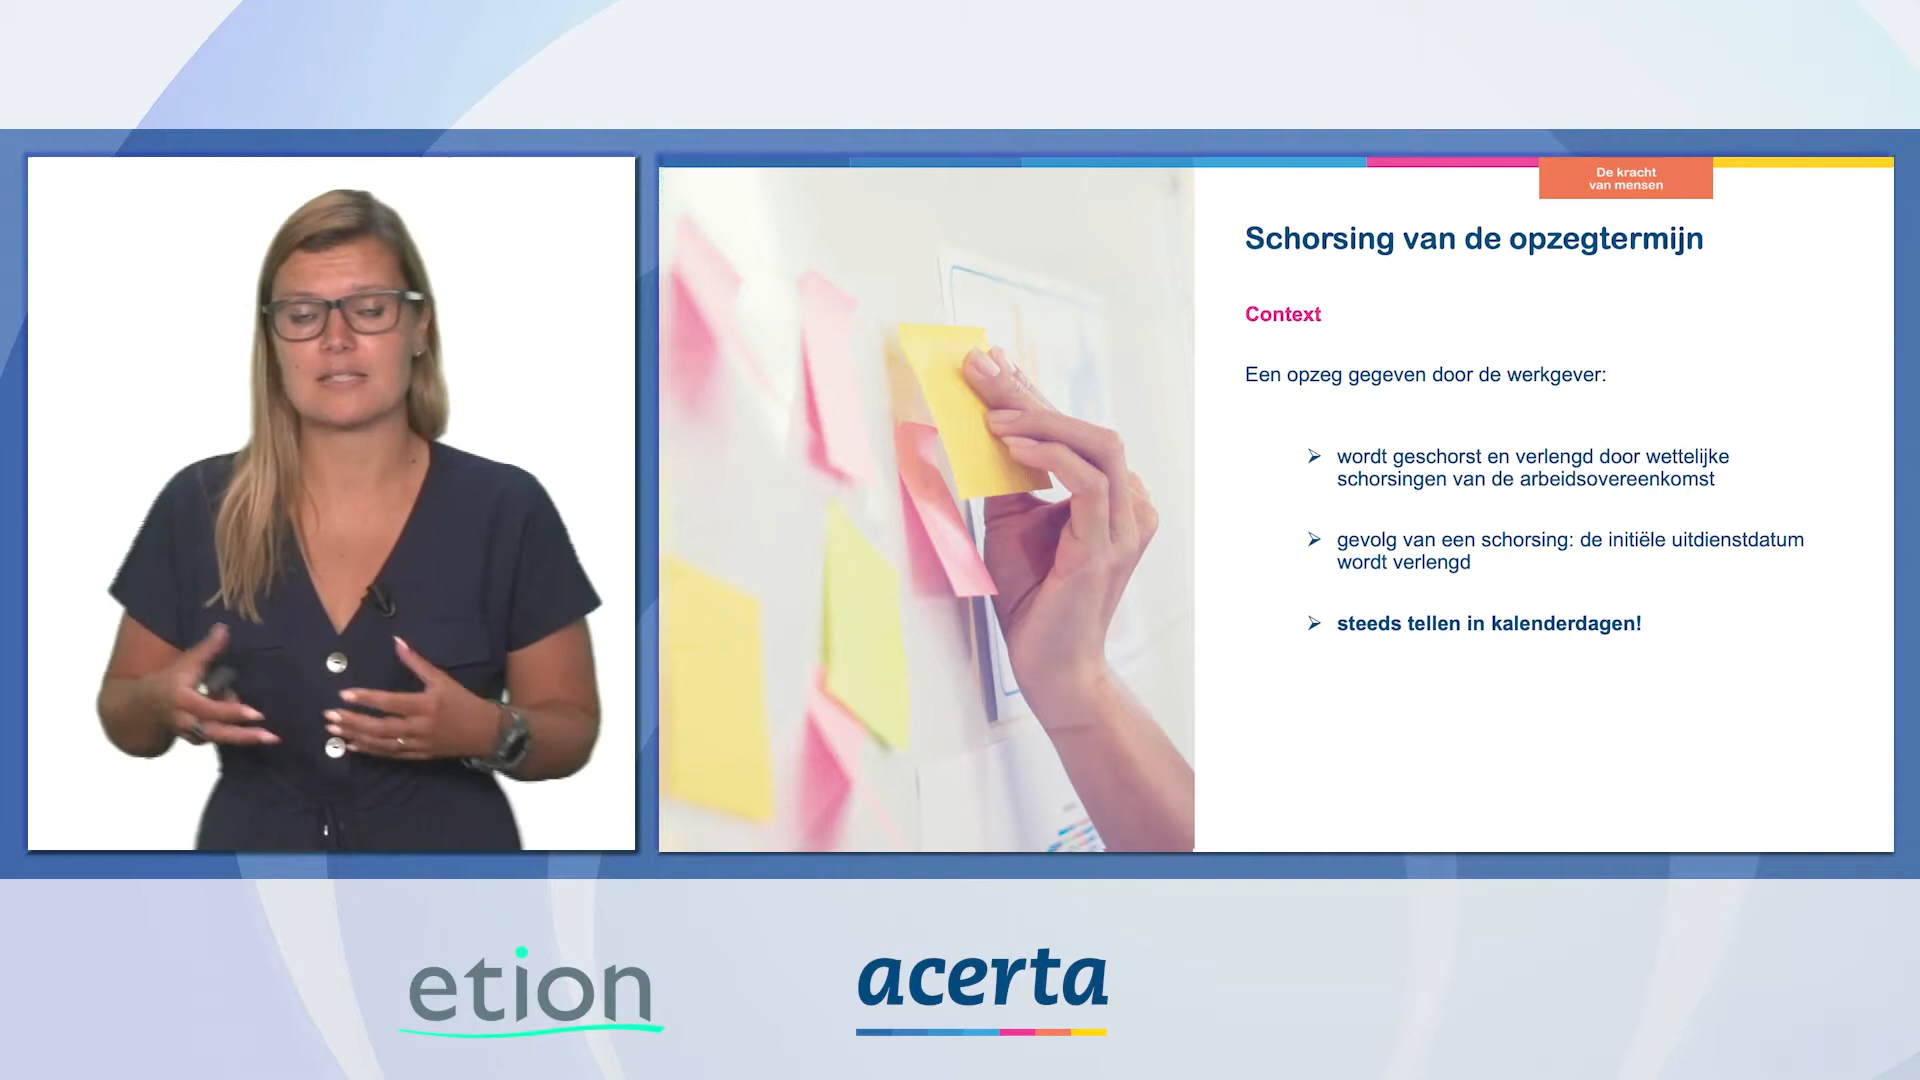 De kracht
van mensen
Schorsing van de opzegtermijn
Context
Een opzeg gegeven door de werkgever:
➢ wordt geschorst en verlengd door wettelijke
schorsingen van de arbeidsovereenkomst
➢ gevolg van een schorsing: de initiële uitdienstdatum
wordt verlengd
➢ steeds tellen in kalenderdagen!
etion
acerta